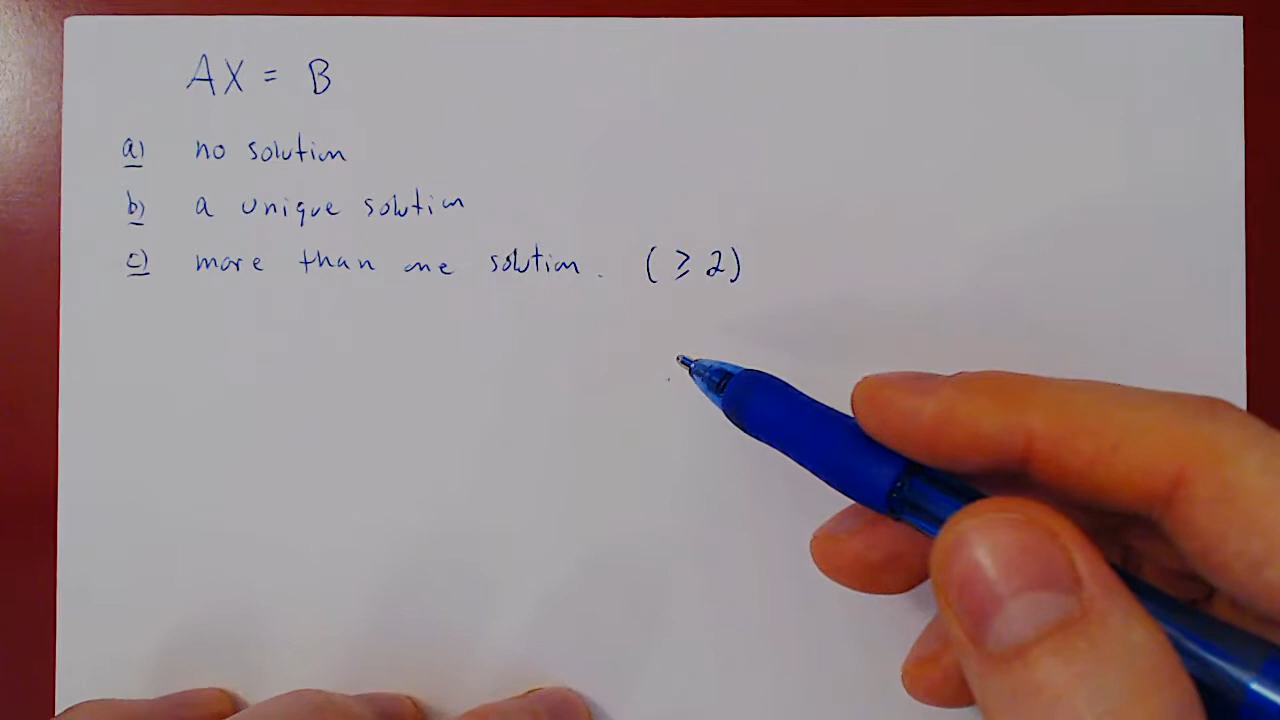 AX = B
a) no solution
b) a unique solution
c) more than one solution. (≥ 2)